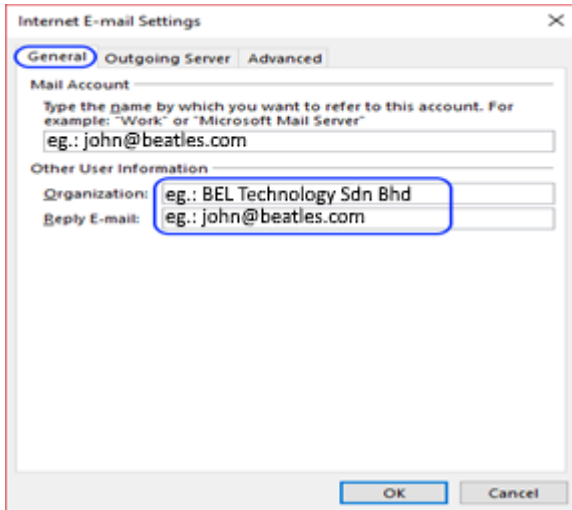 Internet E-mail Settings
General Outgoing Server Advanced
Mail Account
Type the name by which you want to refer to this account. For
example: "Work" or "Microsoft Mail Server"
eg.: john@beatles.com
Other User Information
Organization: eg.: BEL Technology Sdn Bhd
Reply E-mail: eg.: john@beatles.com
OK Cancel